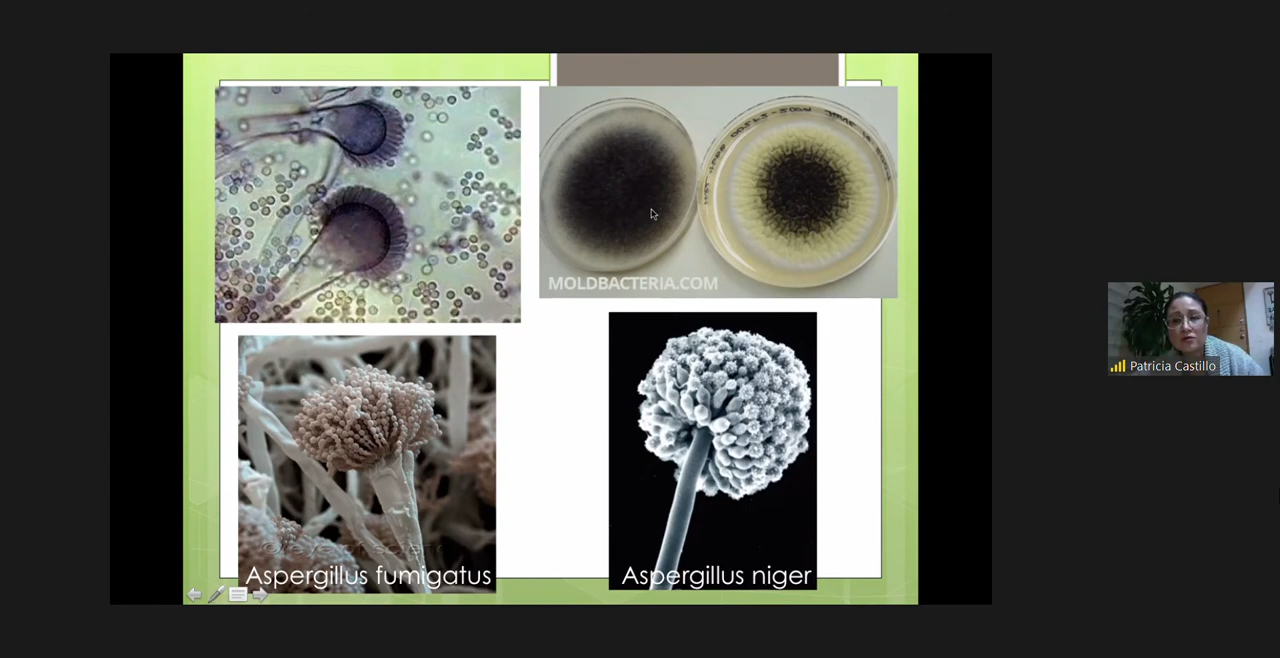 MOLDBACTERIA.COM
Aspergillus fumigatus
Aspergillus niger
Patricia Castillo